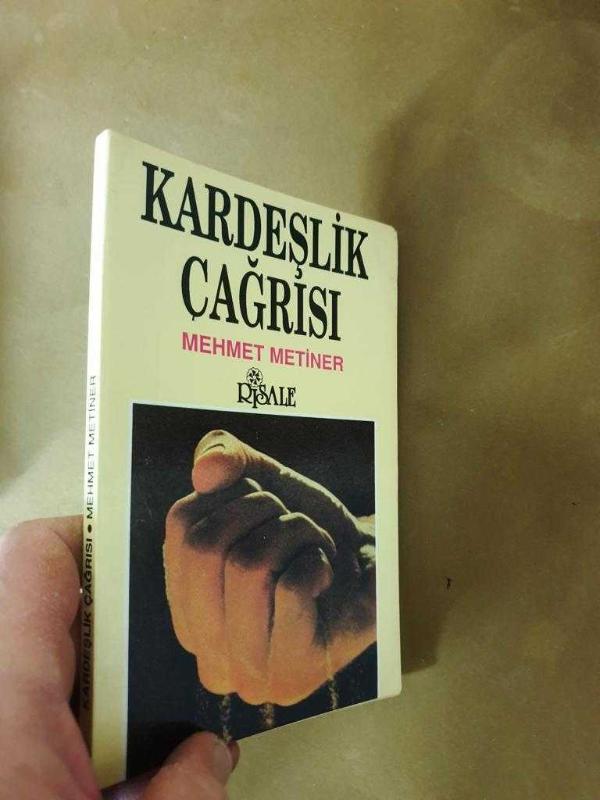 KARDEŞLİK
ÇAĞRISI
MEHMET METİNER
RİSALE
KARDEŞLİK ÇAĞRISI • MEHMET METİNER